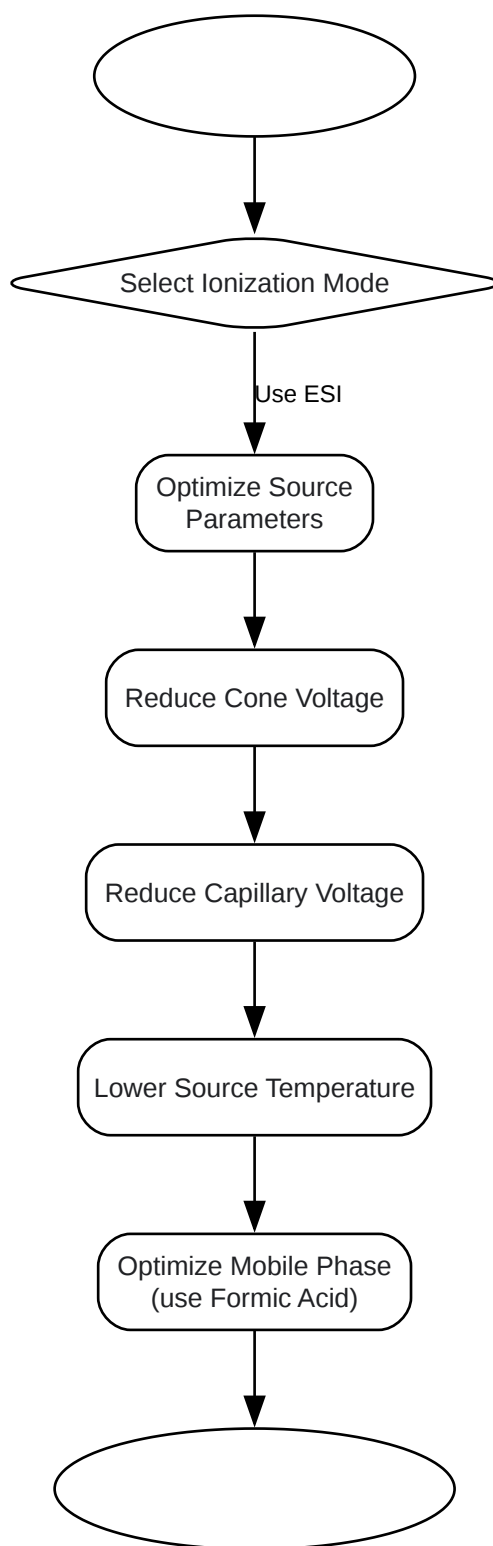 Select Ionization Mode
Use ESI
Optimize Source
Parameters
Reduce Cone Voltage
Reduce Capillary Voltage
Lower Source Temperature
Optimize Mobile Phase
(use Formic Acid)